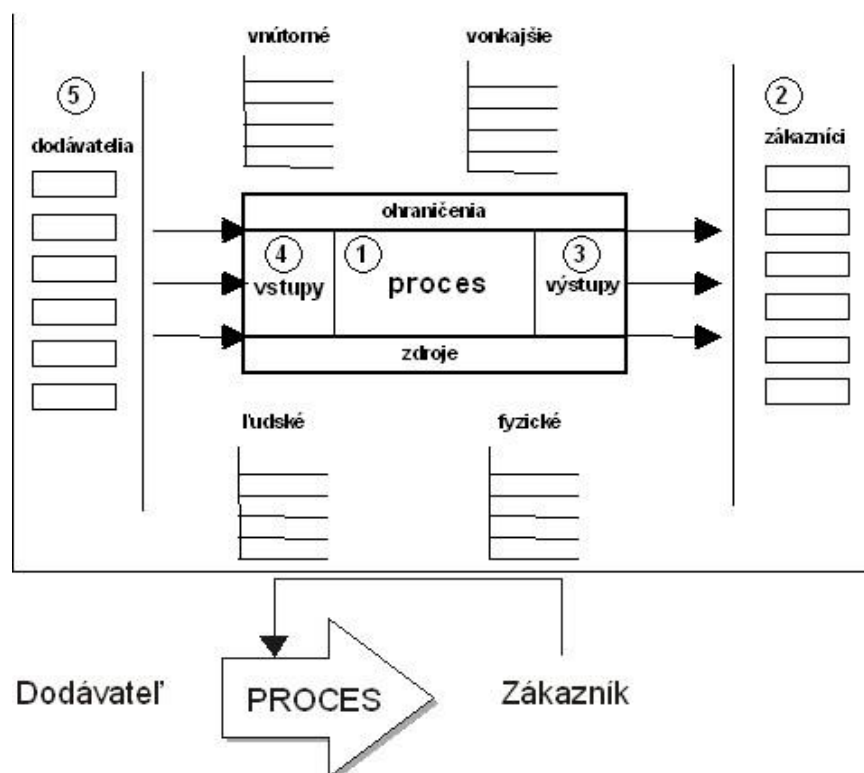 vnútorné
vonkajšie
5
2
dodávatelia
zákazníci
ohraničenia
4
1
3
vstupy
proces
výstupy
zdroje
ľudské
fyzické
Dodávateľ
PROCES
Zákazník